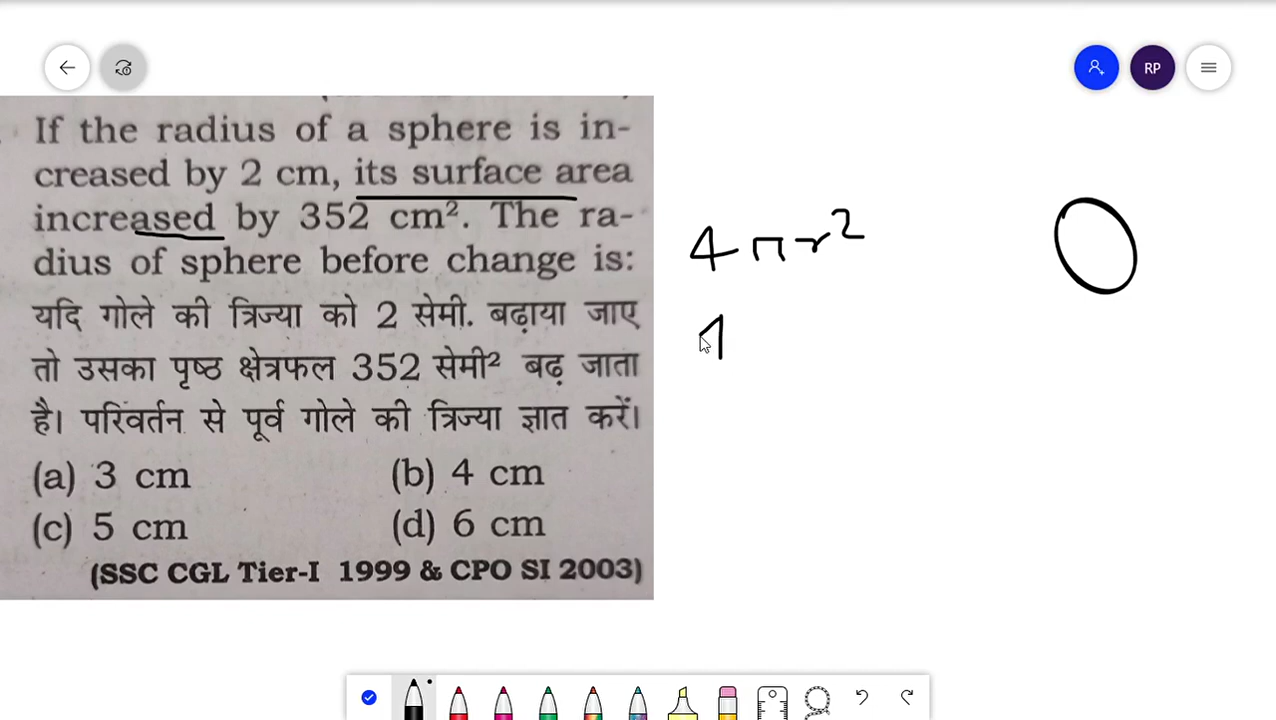 RP
If the radius of a sphere is in-
creased by 2 cm, its surface area
increased by 352 cm². The ra-
dius of sphere before change is:
यदि गोले की त्रिज्या को 2 सेमी. बढ़ाया जाए
तो उसका पृष्ठ क्षेत्रफल 352 सेमी² बढ़ जाता
है। परिवर्तन से पूर्व गोले की त्रिज्या ज्ञात करें।
(a) 3 cm (b) 4 cm
(c) 5 cm (d) 6 cm
(SSC CGL Tier-I 1999 & CPO SI 2003)
4πr²